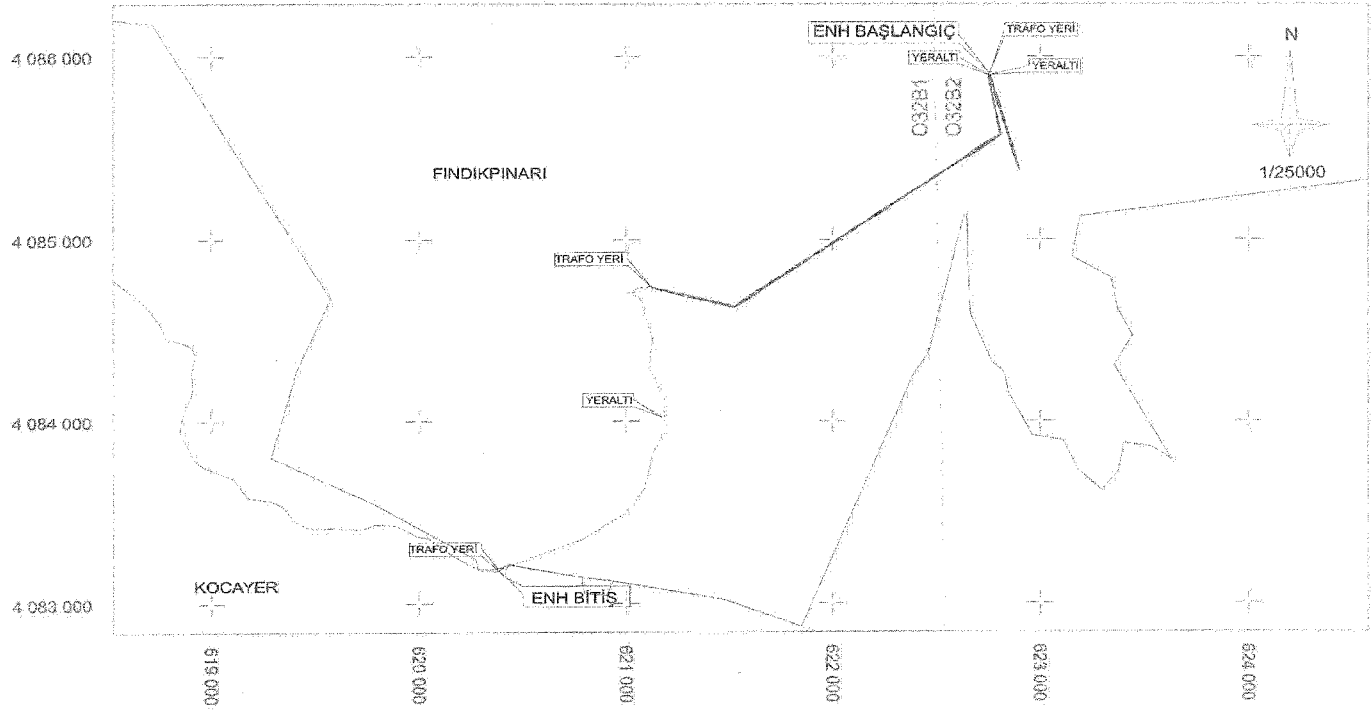 4 086 000
ENH BAŞLANGIÇ
TRAFO YERİ
YERALTI
YERALTI
N
O32B1
O32B2
1/25000
FINDIKPINARI
4 085 000
TRAFO YERİ
YERALTI
4 084 000
TRAFO YERİ
KOCAYER
ENH BİTİŞ
4 083 000
619 000
620 000
621 000
622 000
623 000
624 000